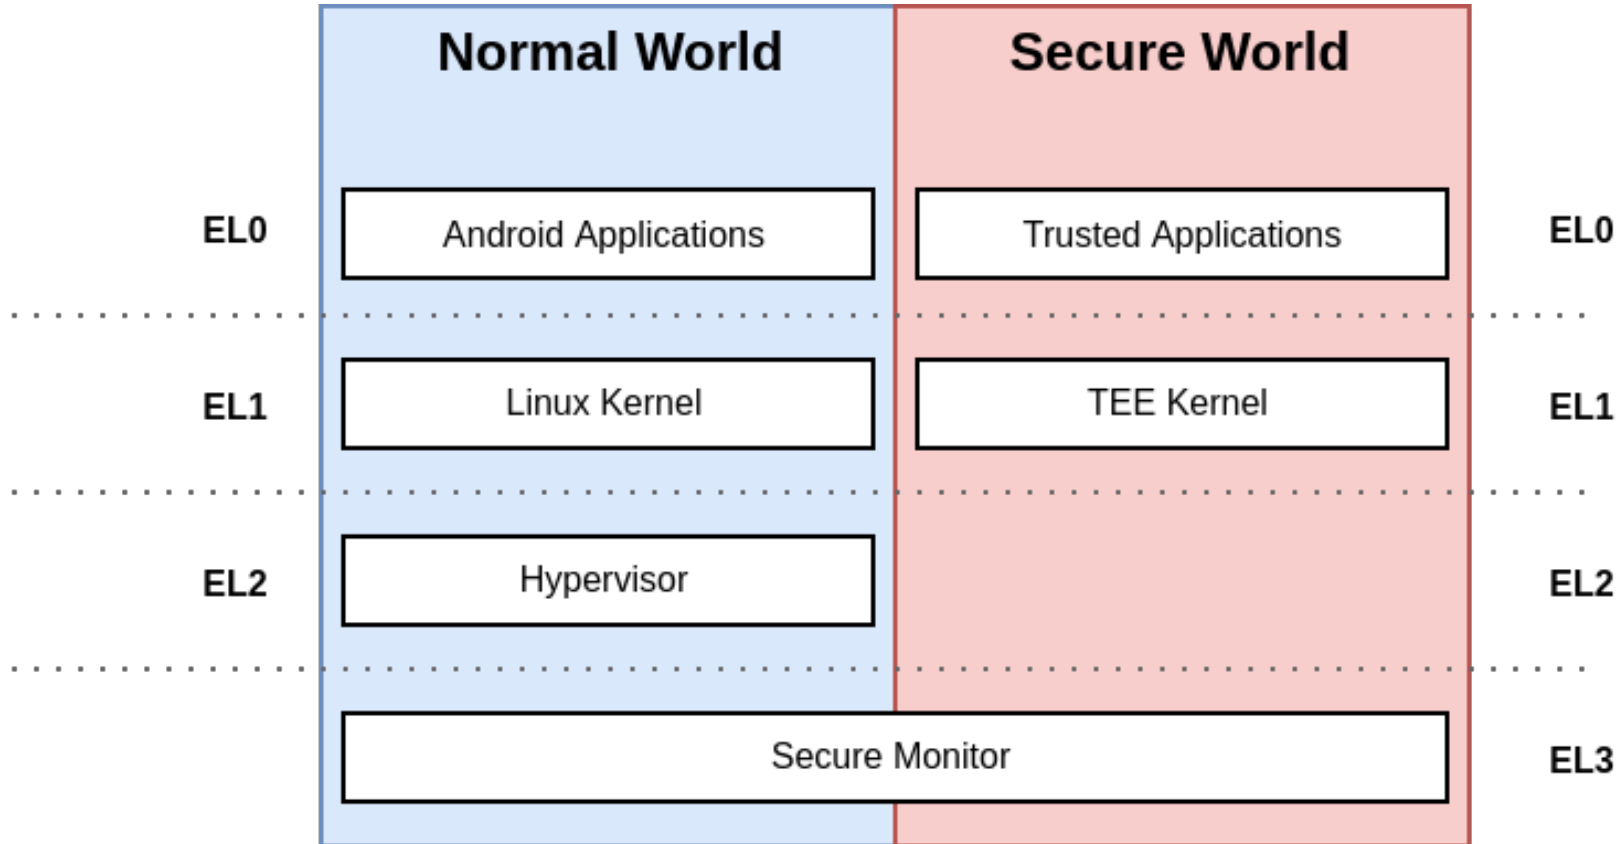 Normal World
Secure World
EL0
Android Applications
Trusted Applications
EL0
EL1
Linux Kernel
TEE Kernel
EL1
EL2
Hypervisor
EL2
Secure Monitor
EL3